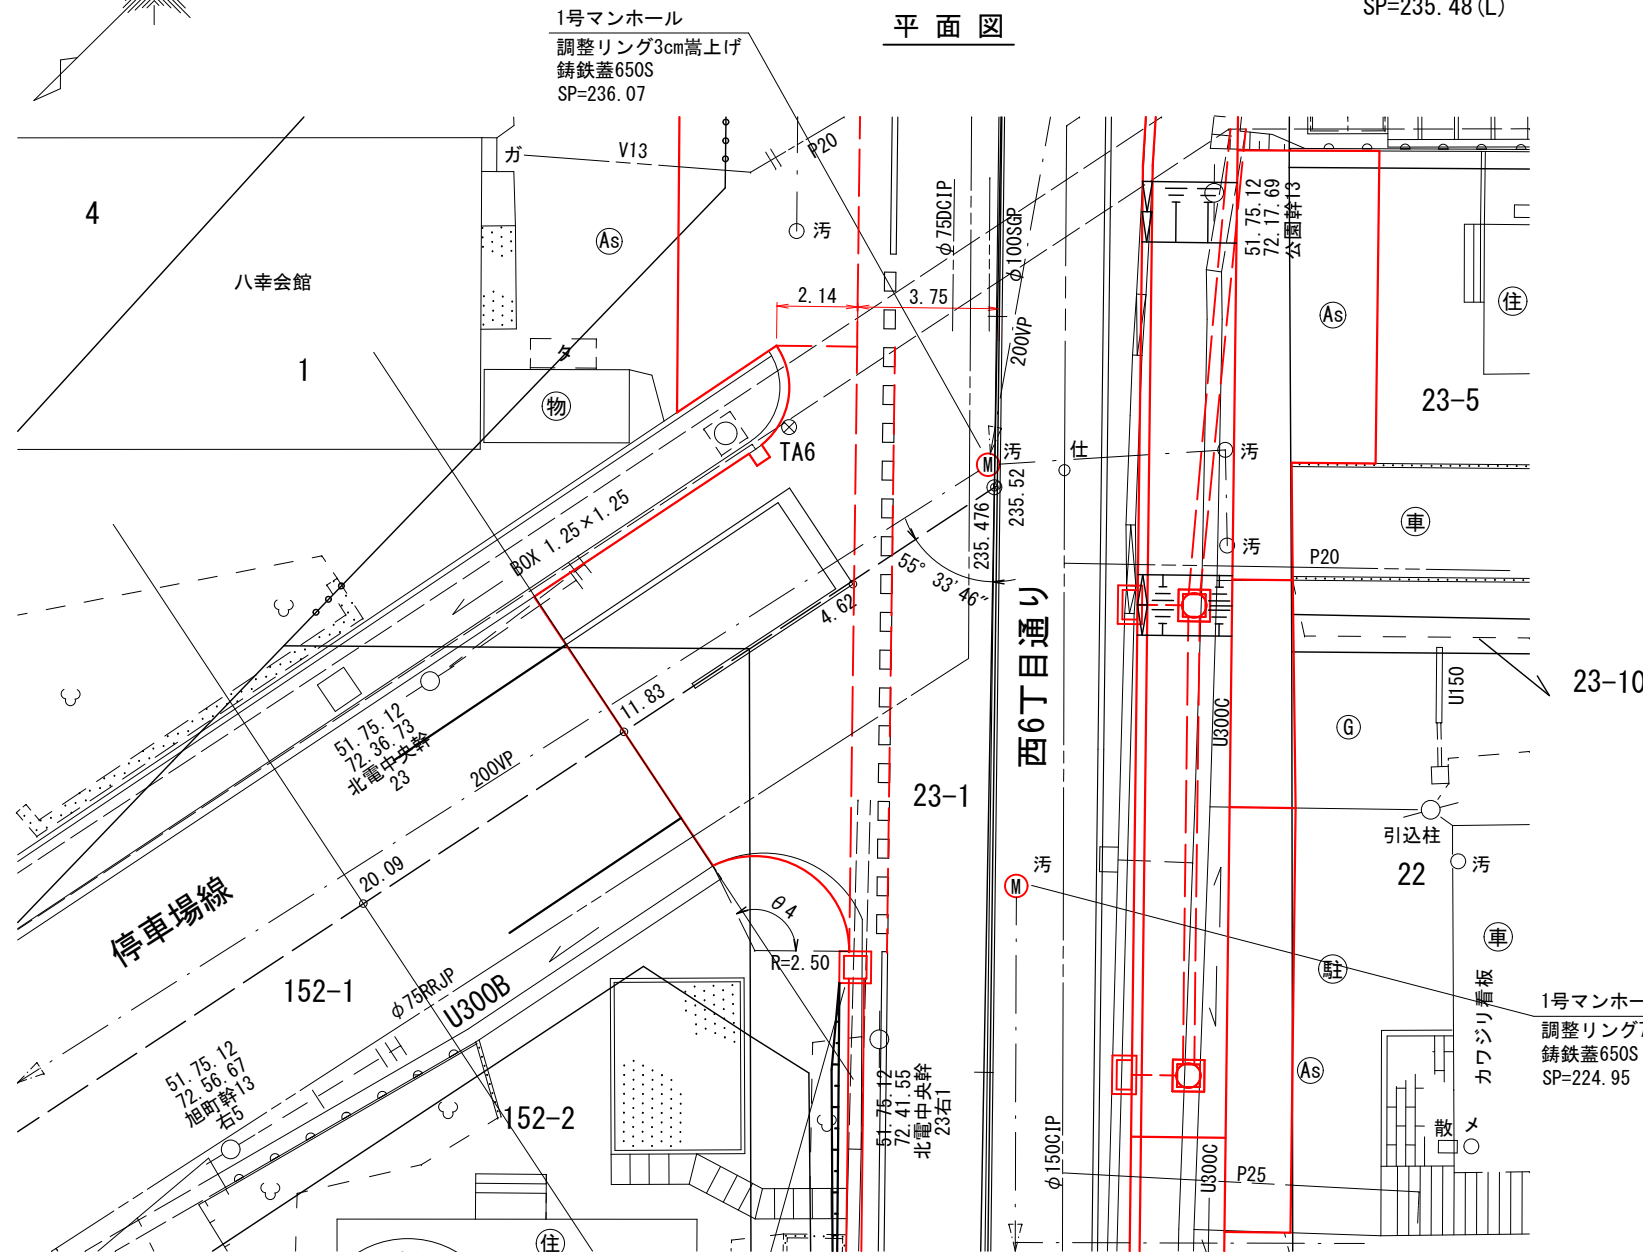 SP=235.48(L)
平面図
1号マンホール
調整リング3cm嵩上げ
鋳鉄蓋650S
SP=236.07
ガ
V13
P20
汚
4
As
八幸会館
1
タ
物
2.14
3.75
φ75DCIP
φ100SGP
200VP
51.75.12
72.17.69
公園幹13
As
住
23-5
TA6
M
汚
仕
汚
汚
235.476
235.52
車
P20
BOX 1.25×1.25
55°33′46″
4.62
西6丁目通り
11.83
51.75.12
72.36.73
北電中央幹
23
200VP
U300C
U150
G
23-10
23-1
引込柱
22
汚
汚
M
20.09
停車場線
θ4
R=2.50
152-1
φ75RRJP
U300B
車
駐
カワジリ看板
1号マンホー
調整リング7
鋳鉄蓋650S
SP=224.95
As
51.75.12
72.56.67
旭町幹13
右5
152-2
51.75.12
72.41.55
北電中央幹
23右1
φ150CIP
散
メ
U300C
P25
住